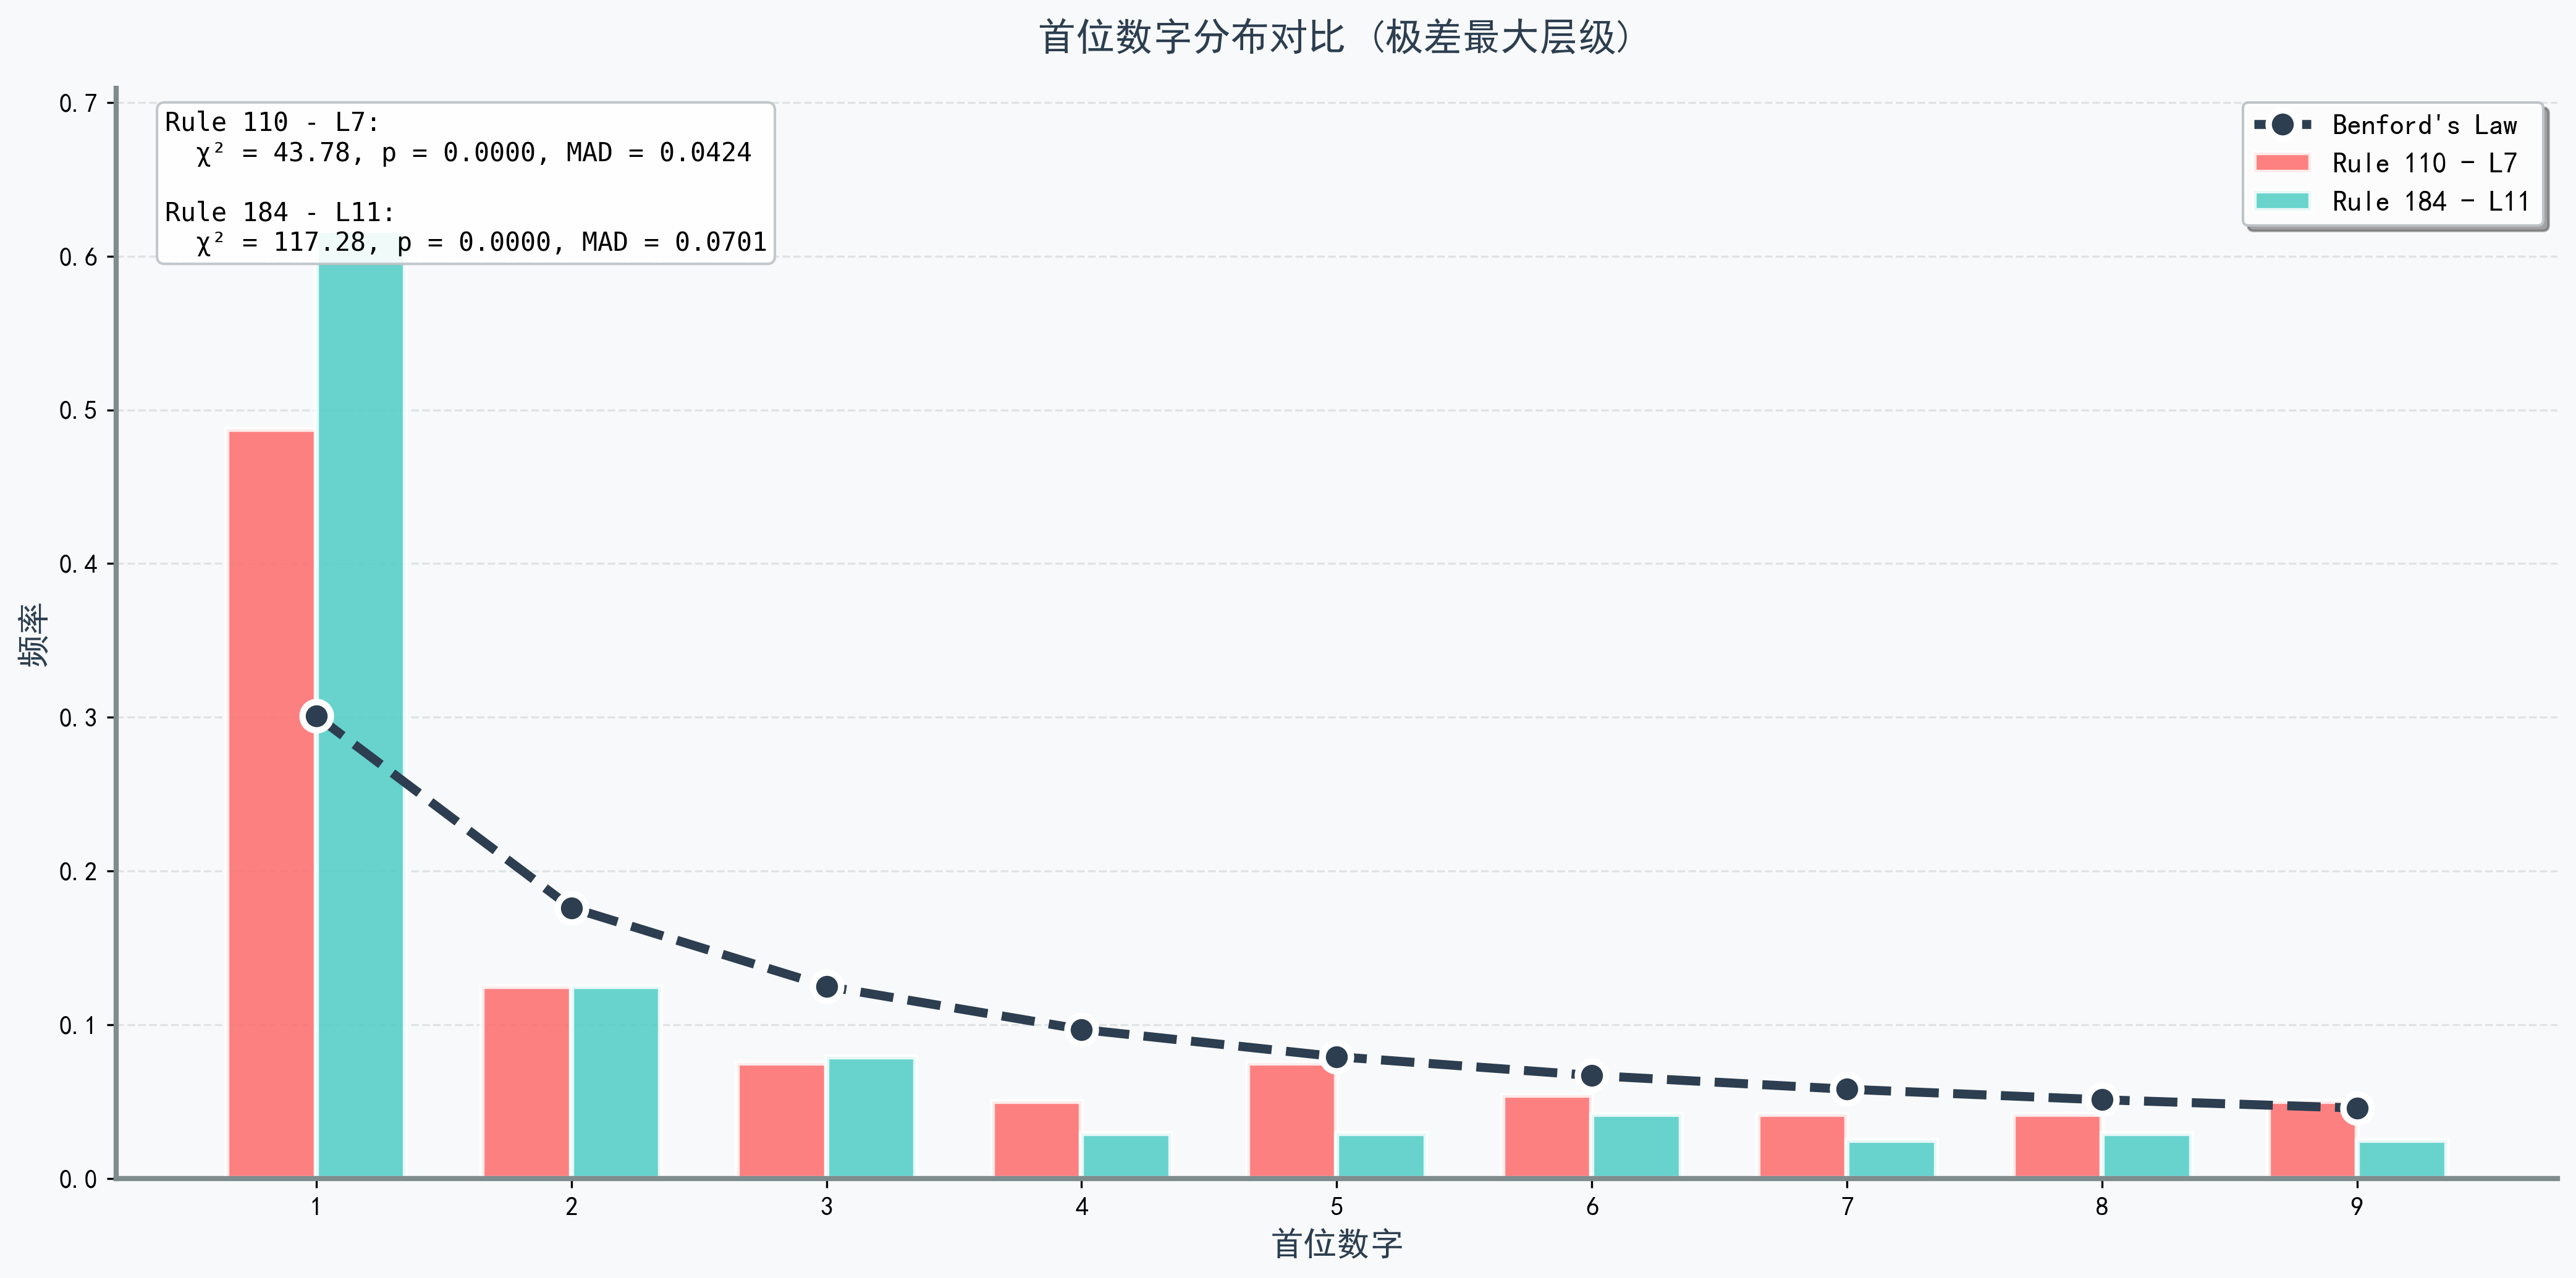 首位数字分布对比 (极差最大层级)
Rule 110 - L7:
χ² = 43.78, p = 0.0000, MAD = 0.0424
Rule 184 - L11:
χ² = 117.28, p = 0.0000, MAD = 0.0701
Benford's Law
Rule 110 - L7
Rule 184 - L11
频率
0.7
0.6
0.5
0.4
0.3
0.2
0.1
0.0
1 2 3 4 5 6 7 8 9
首位数字